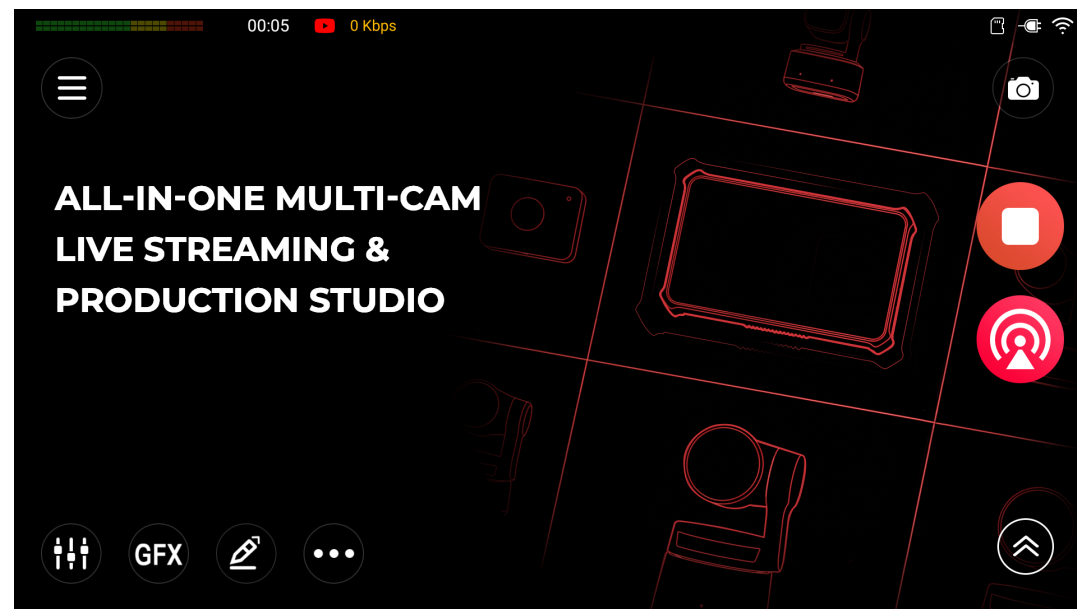 00:05 0 Kbps
ALL-IN-ONE MULTI-CAM
LIVE STREAMING &
PRODUCTION STUDIO
GFX